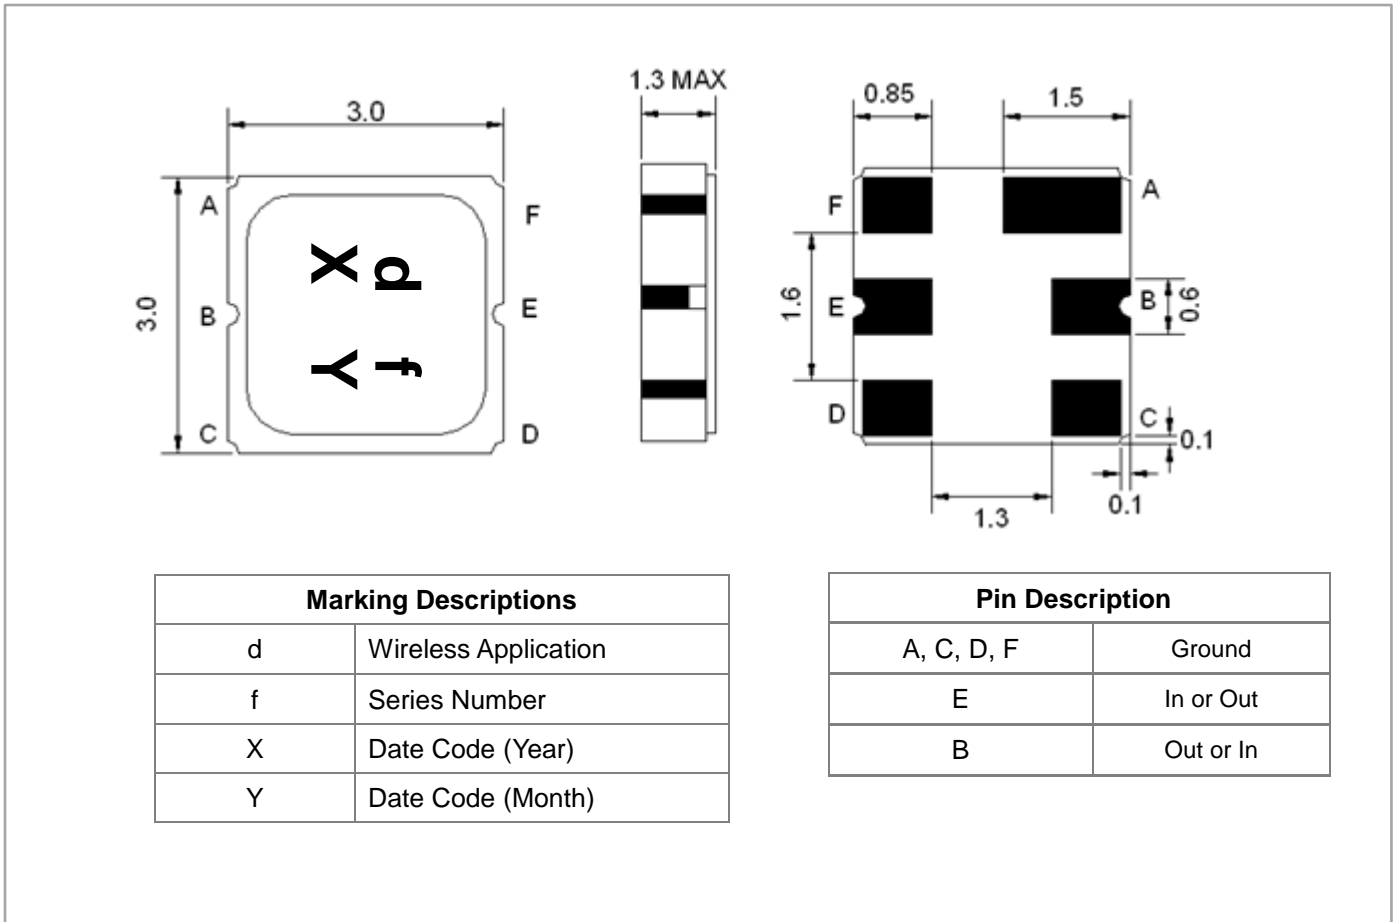 1.3 MAX
0.85
1.5
3.0
A
F
F
A
X d
3.0
B
E
1.6
E
B
0.6
Y f
C
D
D
C
0.1
0.1
1.3
Marking Descriptions
d Wireless Application
f Series Number
X Date Code (Year)
Y Date Code (Month)
Pin Description
A, C, D, F Ground
E In or Out
B Out or In